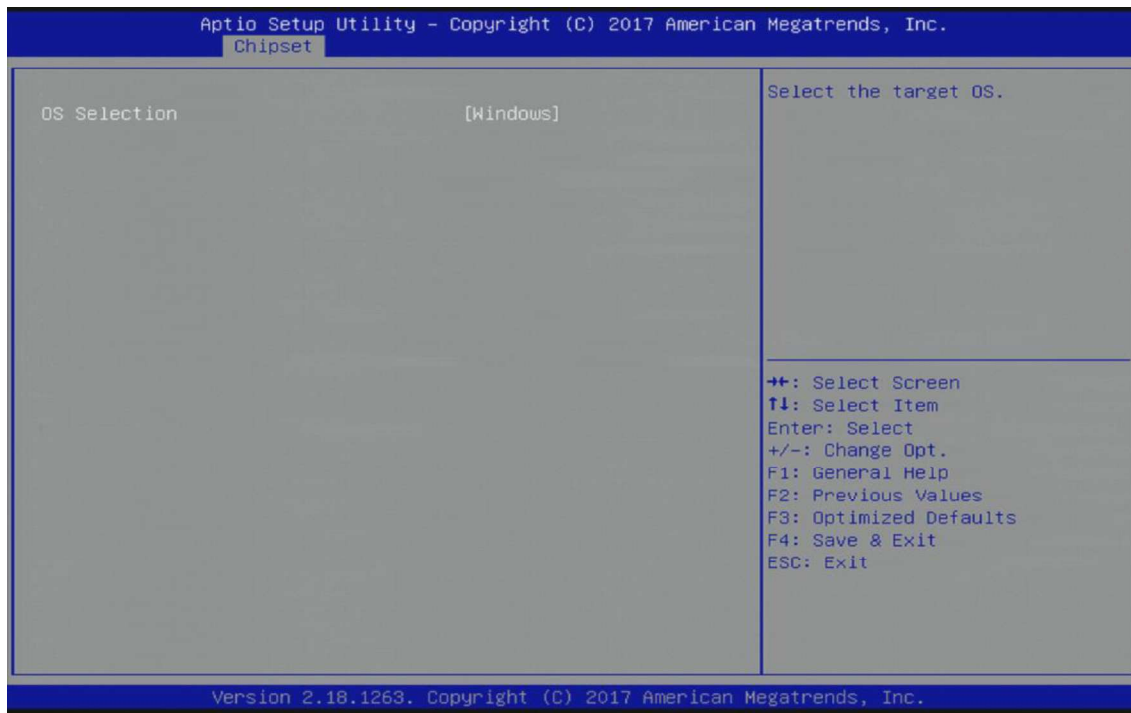 Aptio Setup Utility – Copyright (C) 2017 American Megatrends, Inc.
Chipset
OS Selection [Windows]
Select the target OS.
→←: Select Screen
↑↓: Select Item
Enter: Select
+/-: Change Opt.
F1: General Help
F2: Previous Values
F3: Optimized Defaults
F4: Save & Exit
ESC: Exit
Version 2.18.1263. Copyright (C) 2017 American Megatrends, Inc.